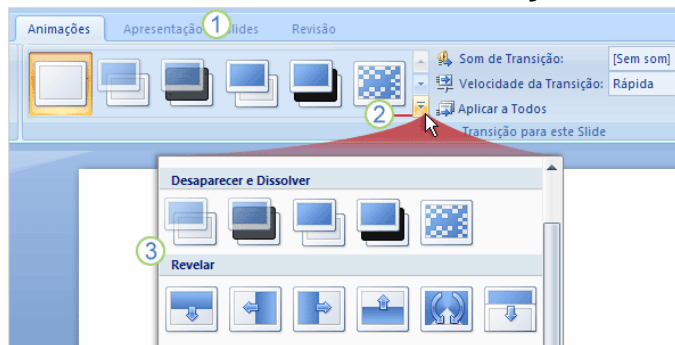 Animações Apresentação 1 lides Revisão
Som de Transição: [Sem som]
Velocidade da Transição: Rápida
2 Aplicar a Todos
Transição para este Slide
Desaparecer e Dissolver
3
Revelar